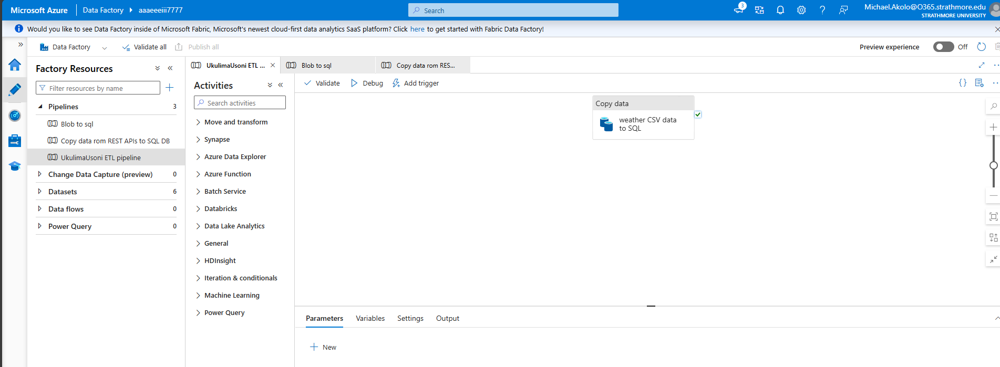 Microsoft Azure
Data Factory
aaaeeeiii7777
Search
3
Michael.Akolo@O365.strathmore.edu
STRATHMORE UNIVERSITY
Would you like to see Data Factory inside of Microsoft Fabric, Microsoft's newest cloud-first data analytics SaaS platform? Click here to get started with Fabric Data Factory!
Data Factory
Validate all
Publish all
Preview experience
Off
Factory Resources
Filter resources by name
Pipelines 3
Blob to sql
Copy data rom REST APIs to SQL DB
UkulimaUsoni ETL pipeline
Change Data Capture (preview) 0
Datasets 6
Data flows 0
Power Query 0
UkulimaUsoni ETL ...
Blob to sql
Copy data rom RES...
Activities
Search activities
Move and transform
Synapse
Azure Data Explorer
Azure Function
Batch Service
Databricks
Data Lake Analytics
General
HDInsight
Iteration & conditionals
Machine Learning
Power Query
Validate
Debug
Add trigger
Copy data
weather CSV data
to SQL
Parameters
Variables
Settings
Output
New